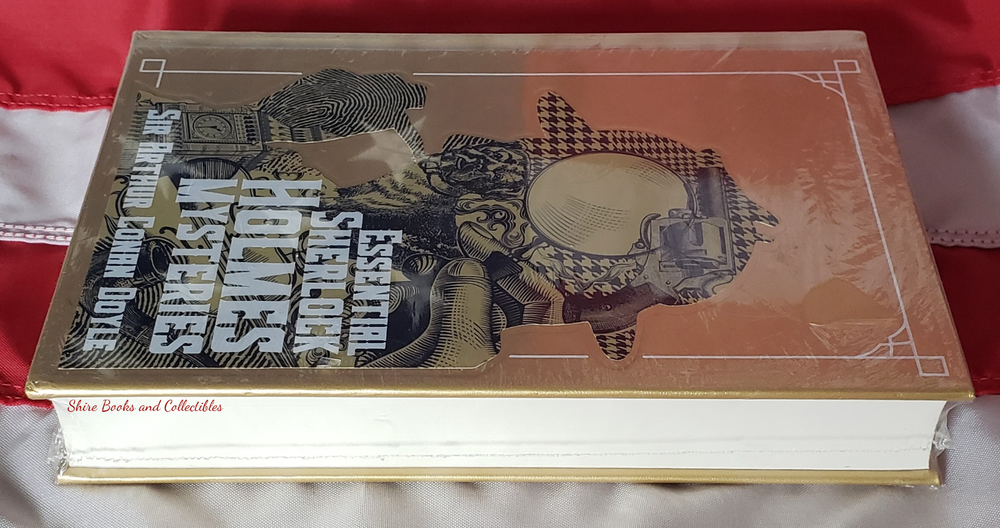 ESSENTIAL
SHERLOCK
HOLMES
MYSTERIES
SIR ARTHUR CONAN DOYLE
Shire Books and Collectibles